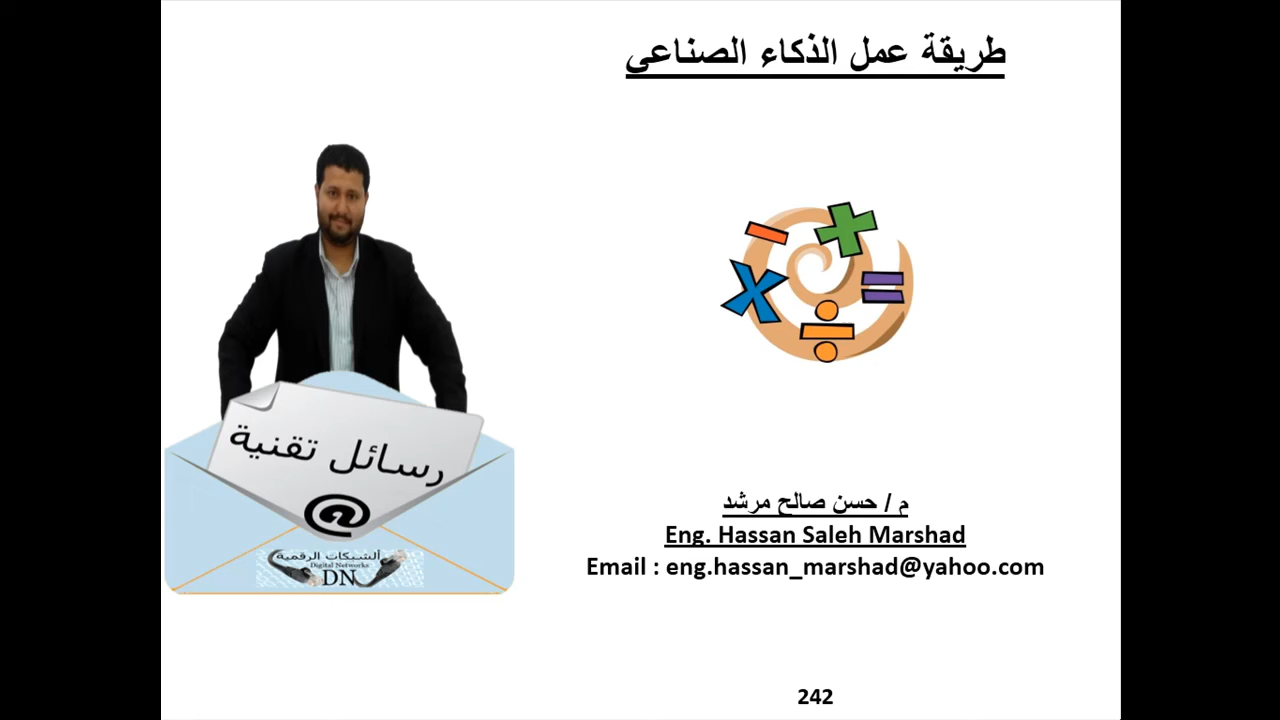 طريقة عمل الذكاء الصناعي
رسائل تقنية
@
الشبكات الرقمية
Digital Networks
DN
م / حسن صالح مرشد
Eng. Hassan Saleh Marshad
Email : eng.hassan_marshad@yahoo.com
242